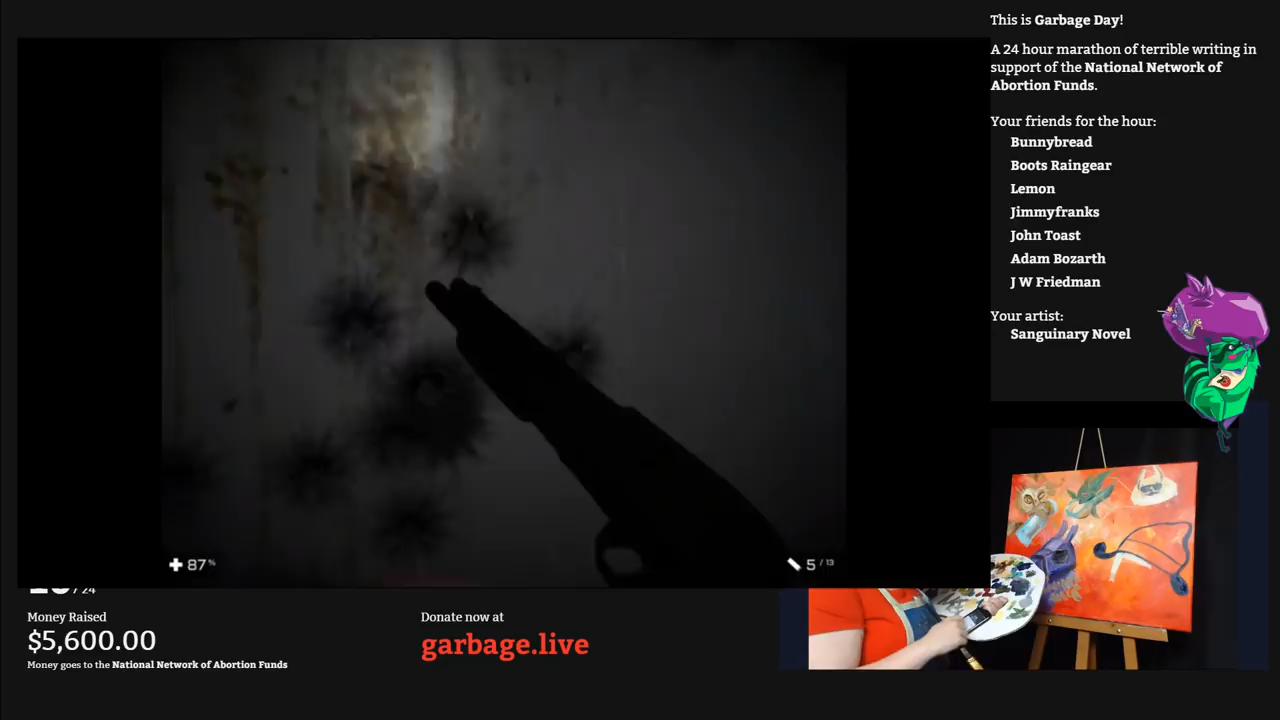 This is Garbage Day!
A 24 hour marathon of terrible writing in
support of the National Network of
Abortion Funds.
Your friends for the hour:
Bunnybread
Boots Raingear
Lemon
Jimmyfranks
John Toast
Adam Bozarth
J W Friedman
Your artist:
Sanguinary Novel
87%
5 / 13
/ 24
Money Raised
$5,600.00
Money goes to the National Network of Abortion Funds
Donate now at
garbage.live